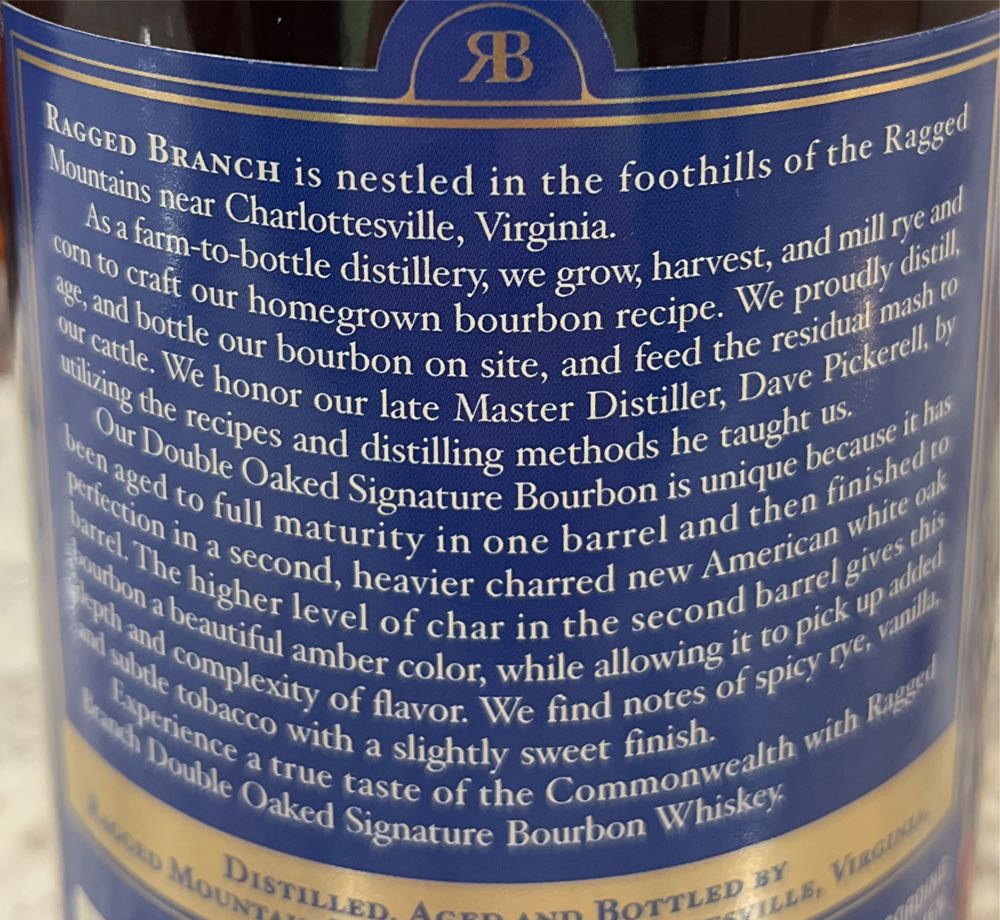 RB
RAGGED BRANCH is nestled in the foothills of the Ragged
Mountains near Charlottesville, Virginia.
As a farm-to-bottle distillery, we grow, harvest, and mill rye and
corn to craft our homegrown bourbon recipe. We proudly distill,
age, and bottle our bourbon on site, and feed the residual mash to
our cattle. We honor our late Master Distiller, Dave Pickerell, by
utilizing the recipes and distilling methods he taught us.
Our Double Oaked Signature Bourbon is unique because it has
been aged to full maturity in one barrel and then finished to
perfection in a second, heavier charred new American white oak
barrel. The higher level of char in the second barrel gives this
bourbon a beautiful amber color, while allowing it to pick up added
depth and complexity of flavor. We find notes of spicy rye, vanilla,
and subtle tobacco with a slightly sweet finish.
Experience a true taste of the Commonwealth with Ragged
Branch Double Oaked Signature Bourbon Whiskey.
DISTILLED, AGED AND BOTTLED BY
RAGGED VIRGINIA.